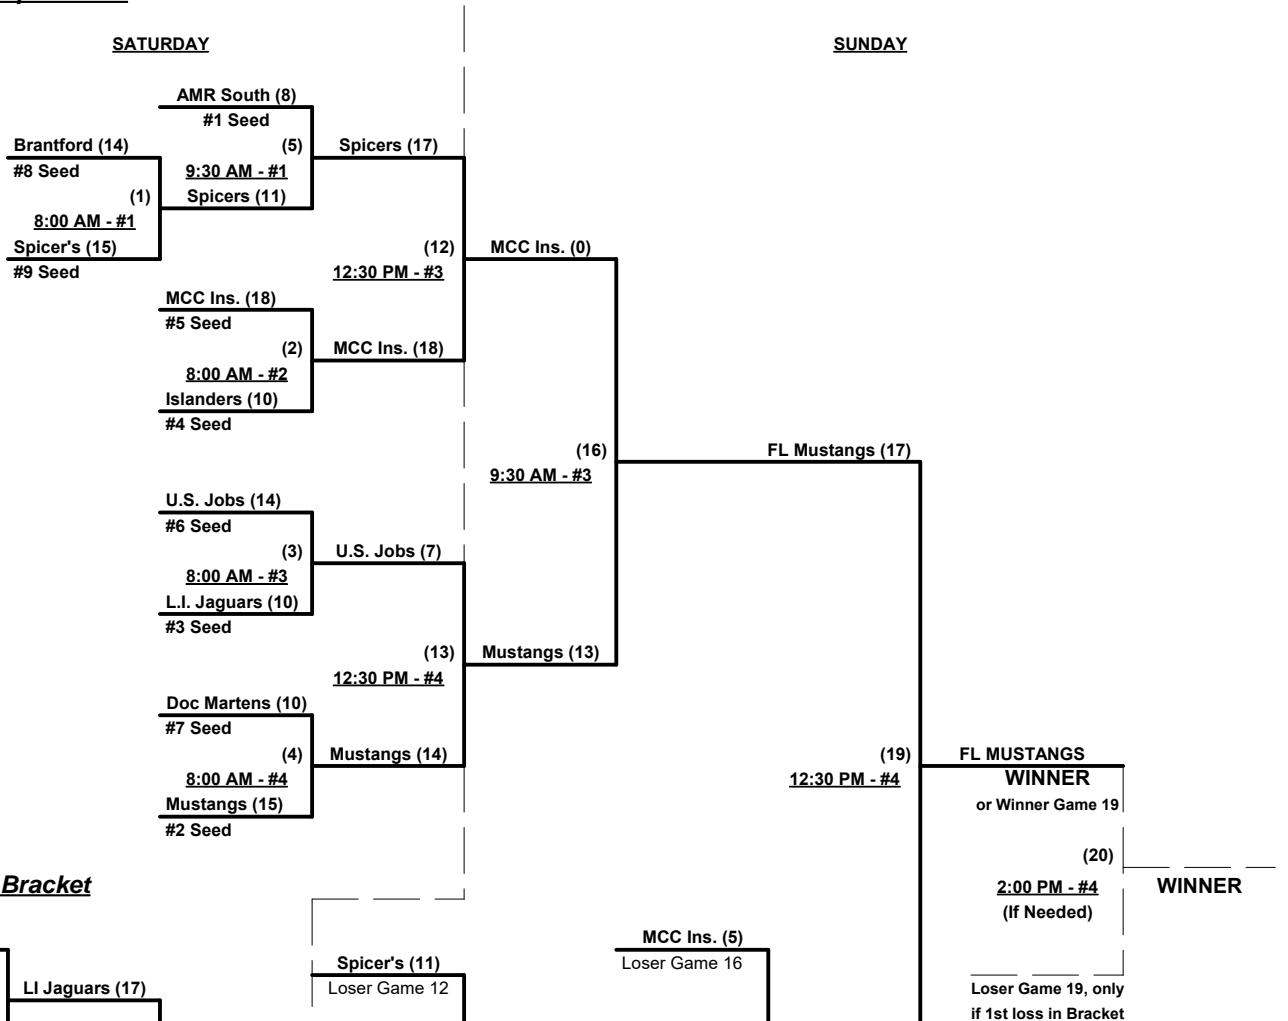 SATURDAY
SUNDAY
AMR South (8)
#1 Seed
Brantford (14)
(5)
Spicers (17)
#8 Seed
9:30 AM - #1
(1)
Spicers (11)
8:00 AM - #1
Spicer's (15)
(12)
MCC Ins. (0)
#9 Seed
12:30 PM - #3
MCC Ins. (18)
#5 Seed
(2)
MCC Ins. (18)
8:00 AM - #2
Islanders (10)
#4 Seed
(16)
FL Mustangs (17)
9:30 AM - #3
U.S. Jobs (14)
#6 Seed
(3)
U.S. Jobs (7)
8:00 AM - #3
L.I. Jaguars (10)
#3 Seed
(13)
Mustangs (13)
12:30 PM - #4
Doc Martens (10)
#7 Seed
(4)
Mustangs (14)
(19)
FL MUSTANGS
8:00 AM - #4
12:30 PM - #4
WINNER
Mustangs (15)
or Winner Game 19
#2 Seed
(20)
Bracket
2:00 PM - #4
WINNER
(If Needed)
MCC Ins. (5)
Spicer's (11)
Loser Game 16
LI Jaguars (17)
Loser Game 12
Loser Game 19, only
if 1st loss in Bracket